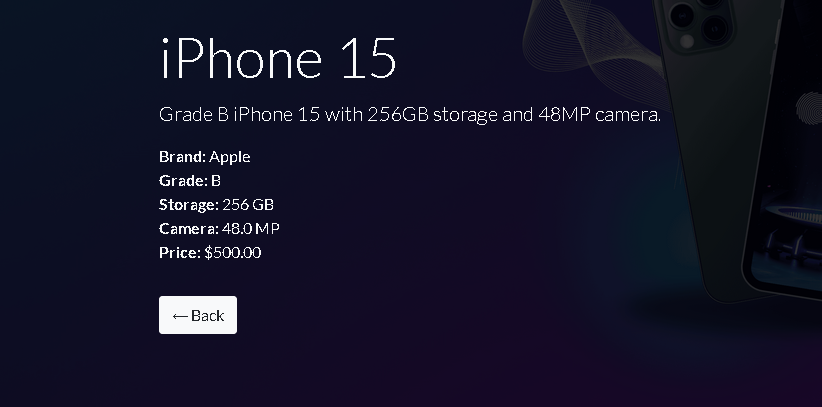 iPhone 15
Grade B iPhone 15 with 256GB storage and 48MP camera.
Brand: Apple
Grade: B
Storage: 256 GB
Camera: 48.0 MP
Price: $500.00
← Back